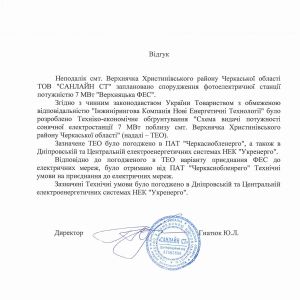 Відгук
Неподалік смт. Верхнячка Христинівського району Черкаської області
ТОВ "САНЛАЙН СТ" заплановано спорудження фотоелектричної станції
потужністю 7 МВт "Верхняцька ФЕС".
Згідно з чинним законодавством України Товариством з обмеженою
відповідальністю "Інжинірингова Компанія Нові Енергетичні Технології" було
розроблено Техніко-економічне обґрунтування "Схема видачі потужності
сонячної електростанції 7 МВт поблизу смт. Верхнячка, Христинівського
району Черкаської області" (надалі – ТЕО).
Зазначене ТЕО було погоджено в ПАТ "Черкасиобленерго", а також в
Дніпровській та Центральній електроенергетичних системах НЕК "Укренерго".
Відповідно до погодженого в ТЕО варіанту приєднання ФЕС до
електричних мереж, було отримано від ПАТ "Черкасиобленерго" Технічні
умови на приєднання до електричних мереж.
Зазначені Технічні умови було погоджено в Дніпровській та Центральній
електроенергетичних системах НЕК "Укренерго".
Директор
"САНЛАЙН СТ"
Гнатюк Ю.Л.